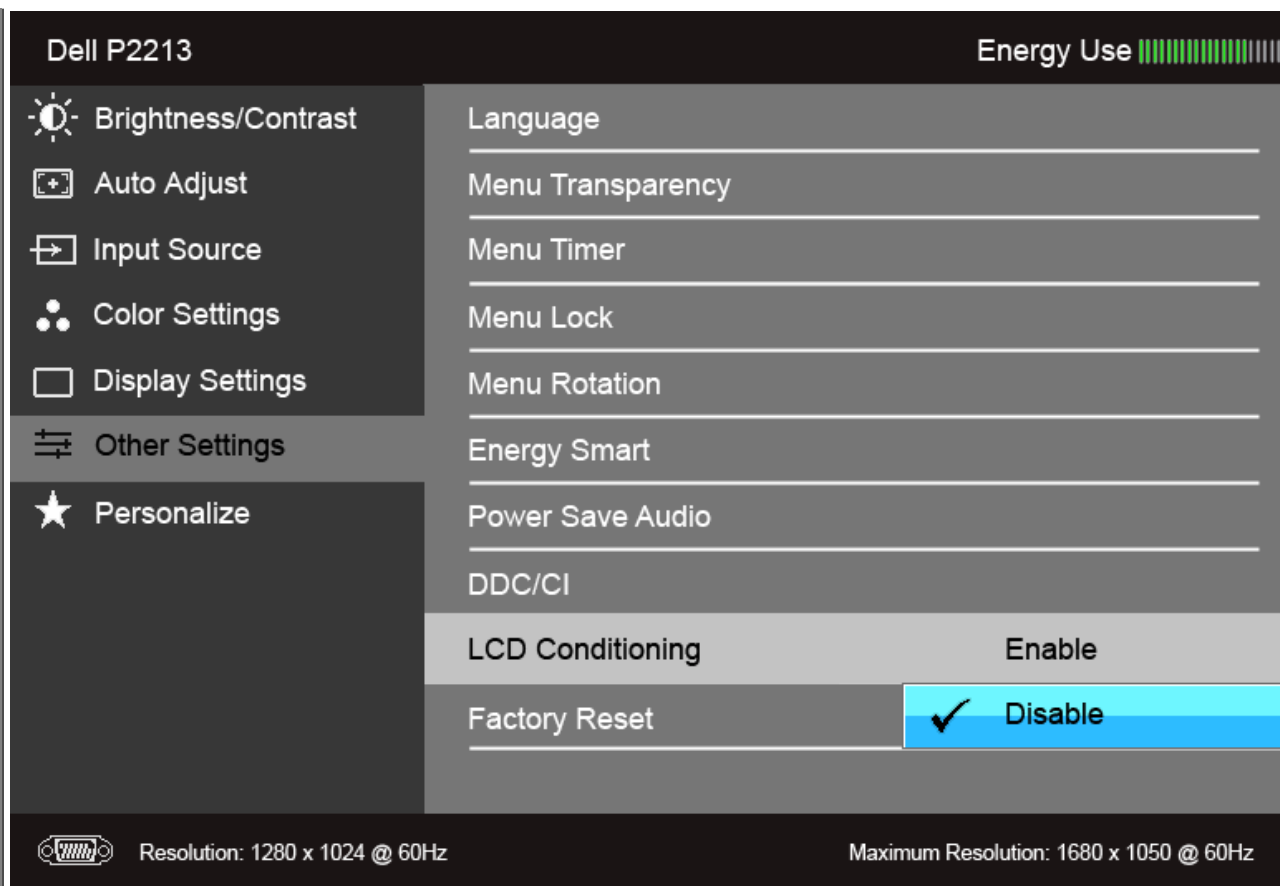 Dell P2213 Energy Use
Brightness/Contrast
Auto Adjust
Input Source
Color Settings
Display Settings
Other Settings
Personalize
Language
Menu Transparency
Menu Timer
Menu Lock
Menu Rotation
Energy Smart
Power Save Audio
DDC/CI
LCD Conditioning Enable
Factory Reset Disable
Resolution: 1280 x 1024 @ 60Hz Maximum Resolution: 1680 x 1050 @ 60Hz